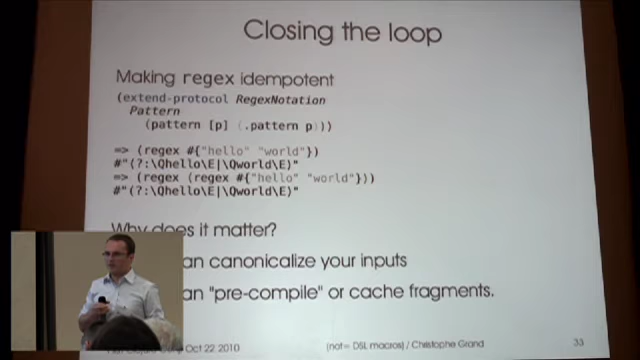 Closing the loop
Making regex idempotent
(extend-protocol RegexNotation
Pattern
(pattern [p] (.pattern p)))
=> (regex #{"hello" "world"})
#"(?:\Qhello\E|\Qworld\E)"
=> (regex (regex #{"hello" "world"}))
#"(?:\Qhello\E|\Qworld\E)"
Why does it matter?
an canonicalize your inputs
an "pre-compile" or cache fragments.
Oct 22 2010
(not= DSL macros) / Christophe Grand
33